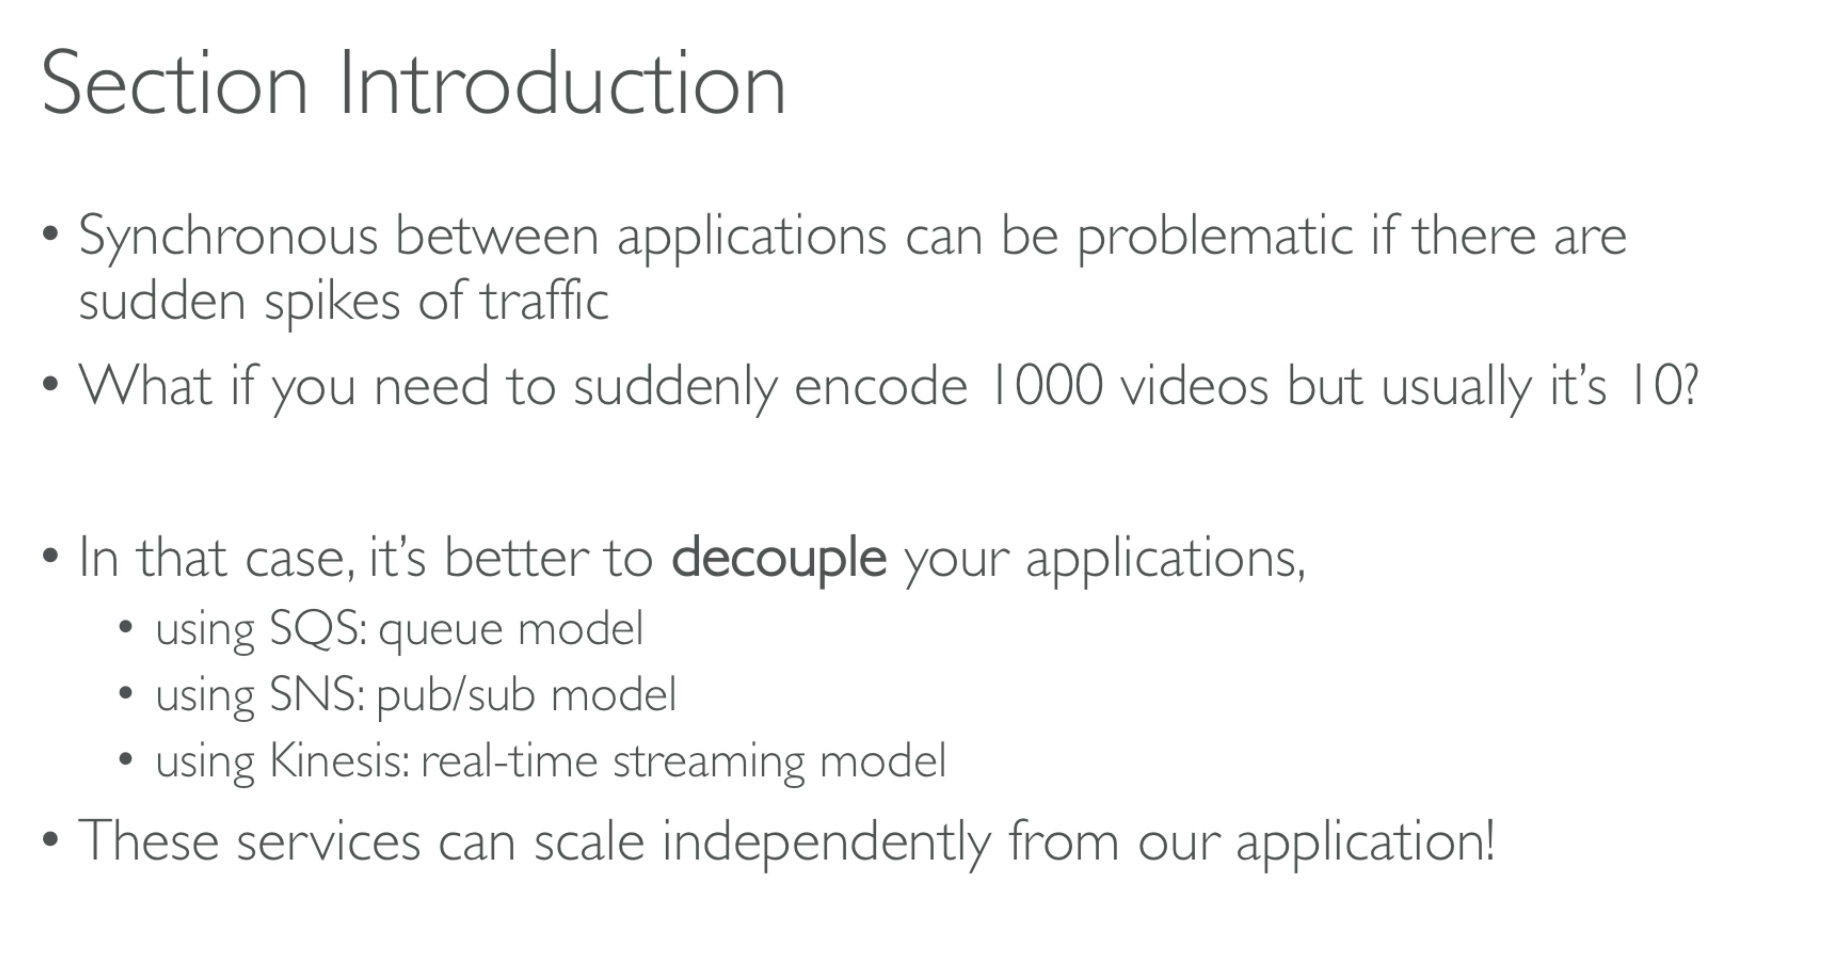 Section Introduction
• Synchronous between applications can be problematic if there are
sudden spikes of traffic
• What if you need to suddenly encode 1000 videos but usually it’s 10?
• In that case, it’s better to decouple your applications,
• using SQS: queue model
• using SNS: pub/sub model
• using Kinesis: real-time streaming model
• These services can scale independently from our application!